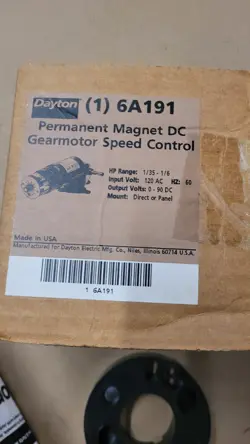 Dayton (1) 6A191
Permanent Magnet DC
Gearmotor Speed Control
HP Range: 1/35 - 1/6
Input Volt: 120 AC HZ: 60
Output Volts: 0 - 90 DC
Mount: Direct or Panel
Made in USA
Manufactured for Dayton Electric Mfg. Co., Niles, Illinois 60714 U.S.A.
1 6A191